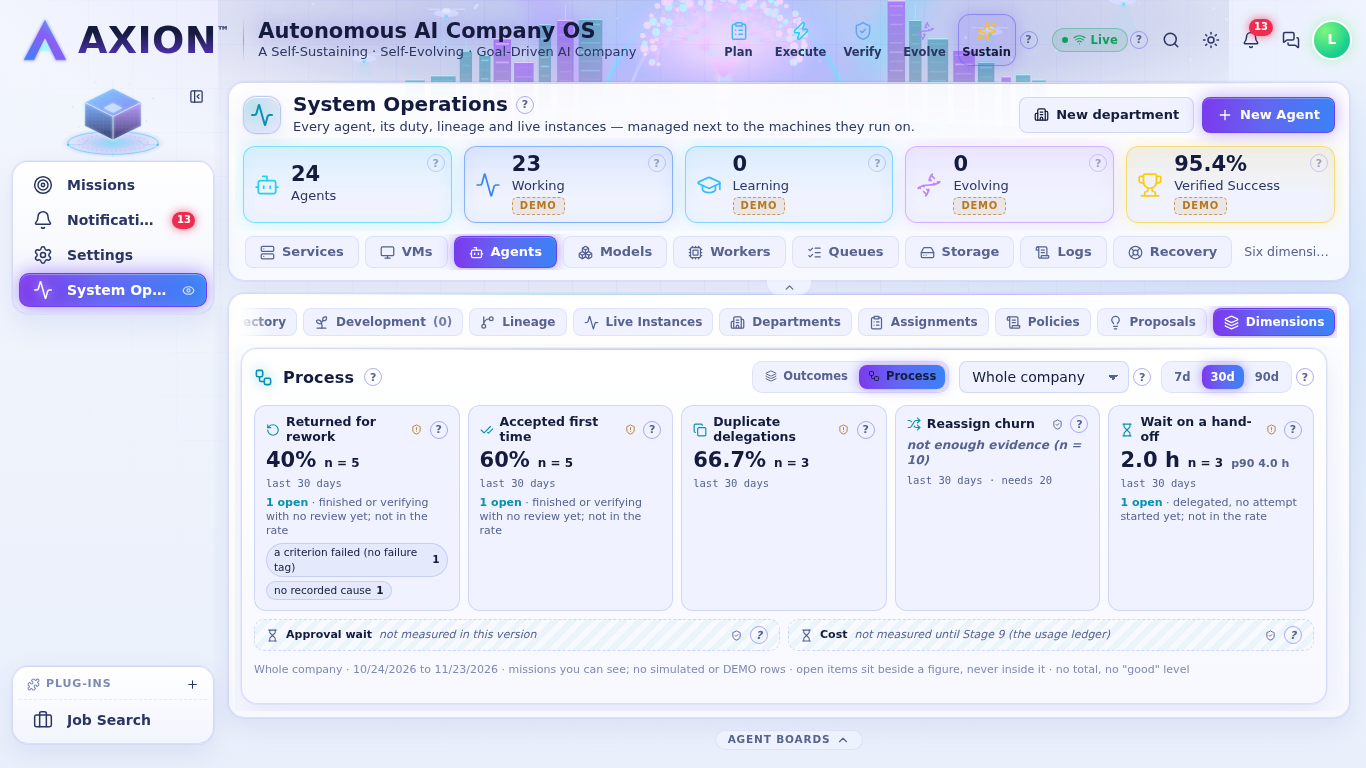 AXION™
Autonomous AI Company OS
A Self-Sustaining · Self-Evolving · Goal-Driven AI Company
Plan
Execute
Verify
Evolve
Sustain
?
Live
?
13
L
Missions
Notificati...
13
Settings
System Op...
PLUG-INS
+
Job Search
System Operations
?
Every agent, its duty, lineage and live instances — managed next to the machines they run on.
New department
+ New Agent
24
Agents
?
23
Working
DEMO
?
0
Learning
DEMO
?
0
Evolving
DEMO
?
95.4%
Verified Success
DEMO
?
Services
VMs
Agents
Models
Workers
Queues
Storage
Logs
Recovery
Six dimensi...
ectory
Development (0)
Lineage
Live Instances
Departments
Assignments
Policies
Proposals
Dimensions
Process
?
Outcomes
Process
Whole company
?
7d
30d
90d
?
Returned for
rework
?
40% n = 5
last 30 days
1 open · finished or verifying
with no review yet; not in the
rate
a criterion failed (no failure
tag)
1
no recorded cause 1
Accepted first
time
?
60% n = 5
last 30 days
1 open · finished or verifying
with no review yet; not in the
rate
Duplicate
delegations
?
66.7% n = 3
last 30 days
Reassign churn
?
not enough evidence (n =
10)
last 30 days · needs 20
Wait on a hand-
off
?
2.0 h n = 3 p90 4.0 h
last 30 days
1 open · delegated, no attempt
started yet; not in the rate
Approval wait not measured in this version
?
Cost not measured until Stage 9 (the usage ledger)
?
Whole company · 10/24/2026 to 11/23/2026 · missions you can see; no simulated or DEMO rows · open items sit beside a figure, never inside it · no total, no "good" level
AGENT BOARDS